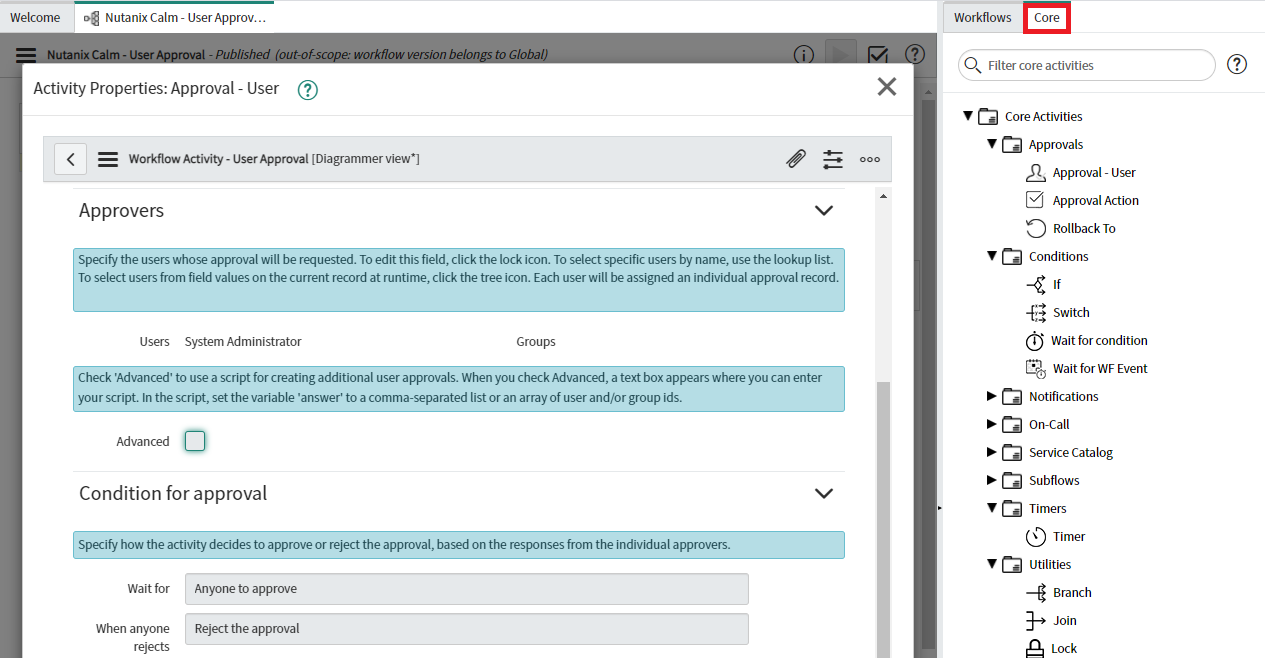 Welcome
Nutanix Calm - User Approv…
Workflows
Core
Nutanix Calm - User Approval - Published (out-of-scope: workflow version belongs to Global)
Activity Properties: Approval - User
Workflow Activity - User Approval [Diagrammer view*]
Approvers
Specify the users whose approval will be requested. To edit this field, click the lock icon. To select specific users by name, use the lookup list.
To select users from field values on the current record at runtime, click the tree icon. Each user will be assigned an individual approval record.
Users System Administrator Groups
Check 'Advanced' to use a script for creating additional user approvals. When you check Advanced, a text box appears where you can enter
your script. In the script, set the variable 'answer' to a comma-separated list or an array of user and/or group ids.
Advanced
Condition for approval
Specify how the activity decides to approve or reject the approval, based on the responses from the individual approvers.
Wait for Anyone to approve
When anyone Reject the approval
rejects
Filter core activities
Core Activities
Approvals
Approval - User
Approval Action
Rollback To
Conditions
If
Switch
Wait for condition
Wait for WF Event
Notifications
On-Call
Service Catalog
Subflows
Timers
Timer
Utilities
Branch
Join
Lock